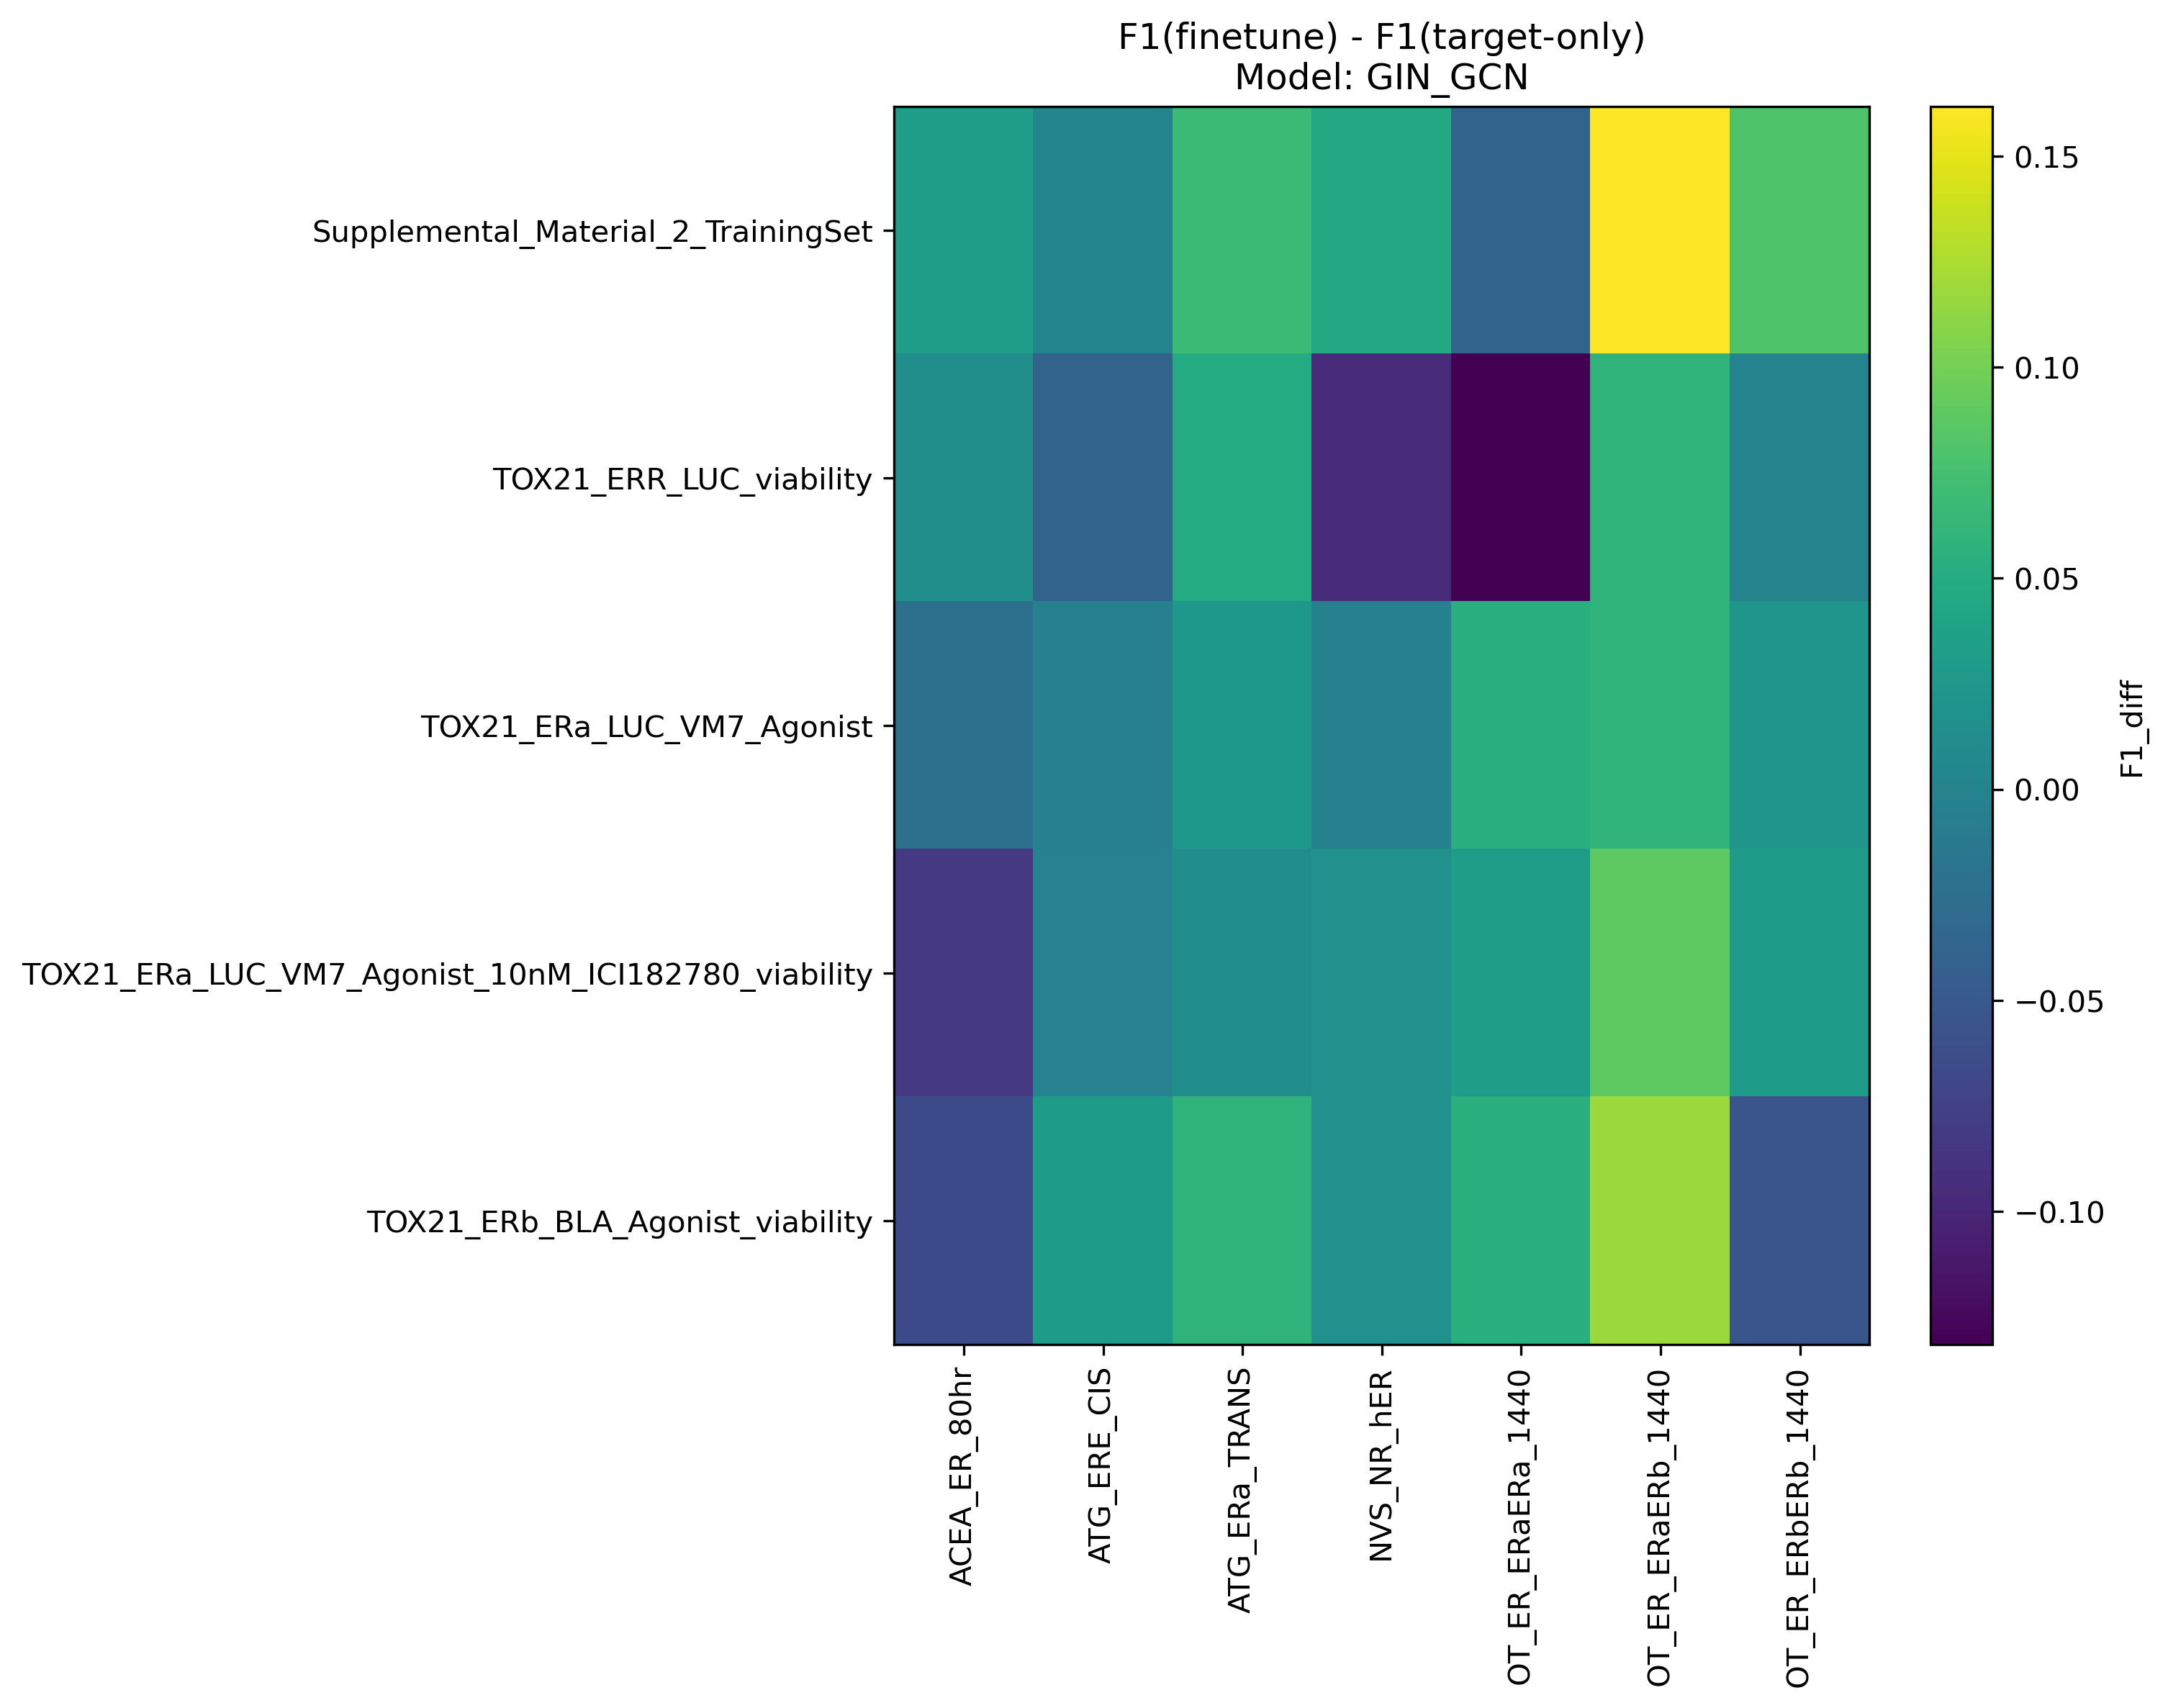 F1(finetune) - F1(target-only)
Model: GIN_GCN
Supplemental_Material_2_TrainingSet
TOX21_ERR_LUC_viability
TOX21_ERa_LUC_VM7_Agonist
TOX21_ERa_LUC_VM7_Agonist_10nM_ICI182780_viability
TOX21_ERb_BLA_Agonist_viability
ACEA_ER_80hr
ATG_ERE_CIS
ATG_ERa_TRANS
NVS_NR_hER
OT_ER_ERaERa_1440
OT_ER_ERaERb_1440
OT_ER_ERbERb_1440
0.15
0.10
0.05
0.00
−0.05
−0.10
F1_diff